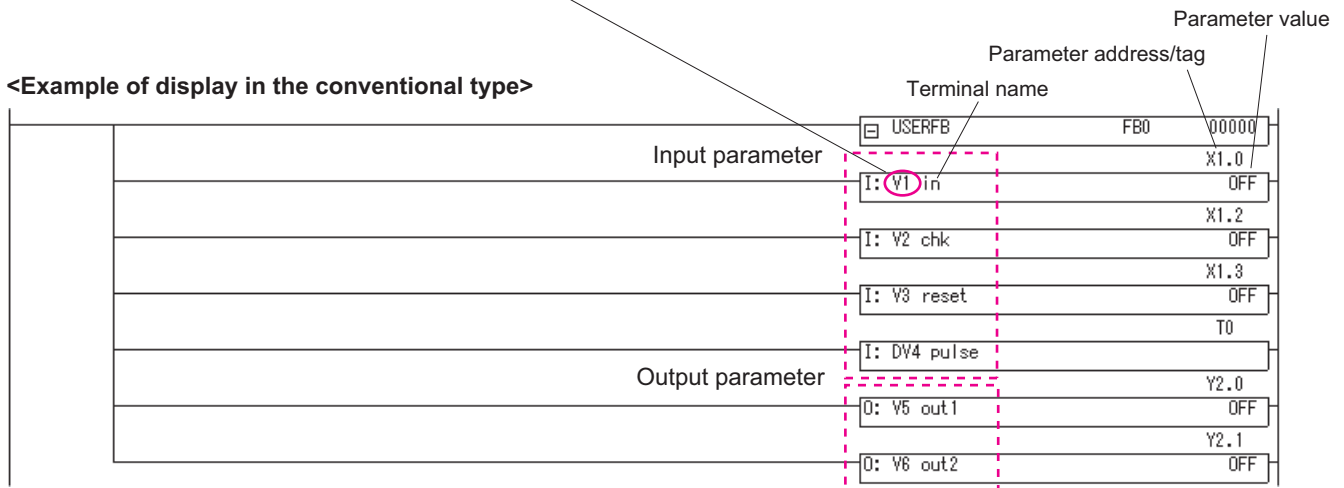 Parameter value
Parameter address/tag
<Example of display in the conventional type>
Terminal name
USERFB FB0 00000
Input parameter
X1.0
I: V1 in OFF
X1.2
I: V2 chk OFF
X1.3
I: V3 reset OFF
T0
I: DV4 pulse
Output parameter
Y2.0
O: V5 out1 OFF
Y2.1
O: V6 out2 OFF